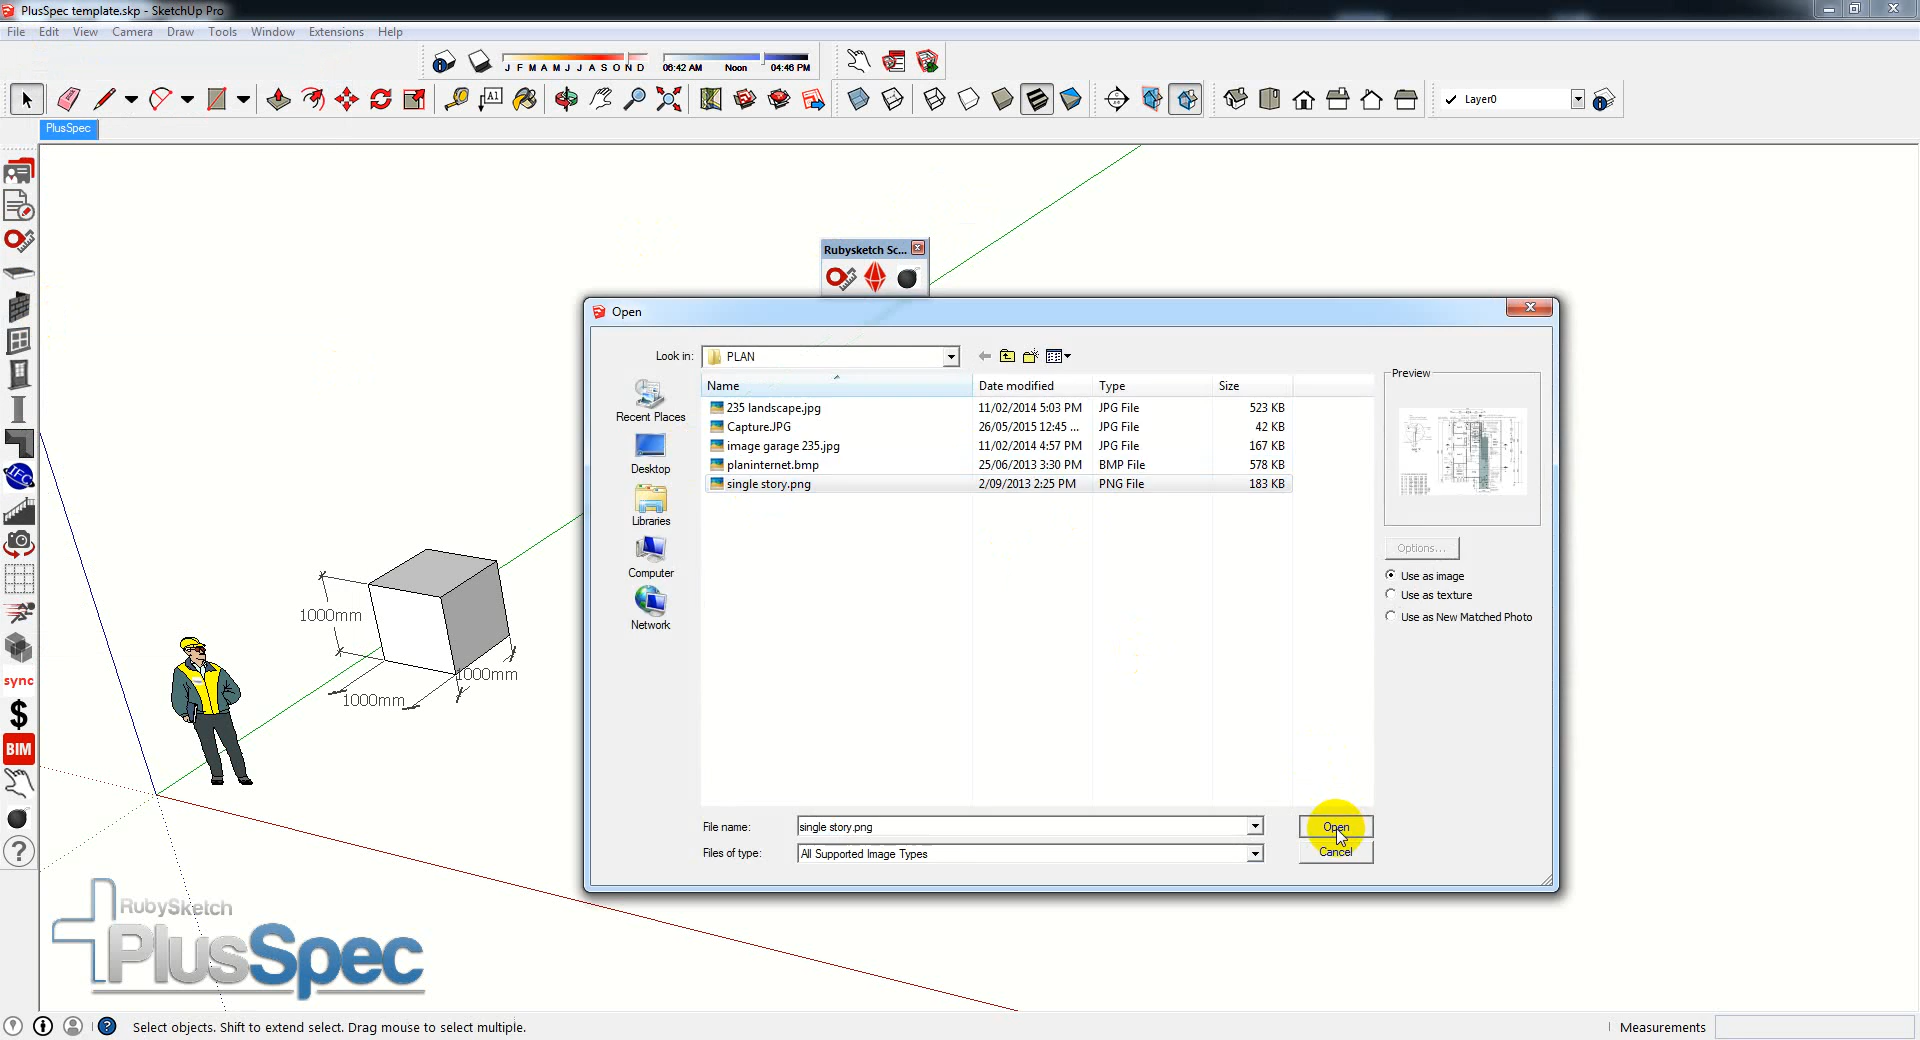 PlusSpec template.skp - SketchUp Pro
File Edit View Camera Draw Tools Window Extensions Help
J F M A M J J A S O N D
06:42 AM Noon 04:46 PM
A1
Layer0
PlusSpec
Rubysketch Sc...
Open
Look in: PLAN
Name Date modified Type Size
235 landscape.jpg 11/02/2014 5:03 PM JPG File 523 KB
Capture.JPG 26/05/2015 12:45 ... JPG File 42 KB
image garage 235.jpg 11/02/2014 4:57 PM JPG File 167 KB
planinternet.bmp 25/06/2013 3:30 PM BMP File 578 KB
single story.png 2/09/2013 2:25 PM PNG File 183 KB
Recent Places
Desktop
Libraries
Computer
Network
Preview
Options...
Use as image
Use as texture
Use as New Matched Photo
File name: single story.png
Open
Files of type: All Supported Image Types
Cancel
1000mm
1000mm
1000mm
IFC
sync
$
BIM
?
RubySketch
PlusSpec
Select objects. Shift to extend select. Drag mouse to select multiple.
Measurements